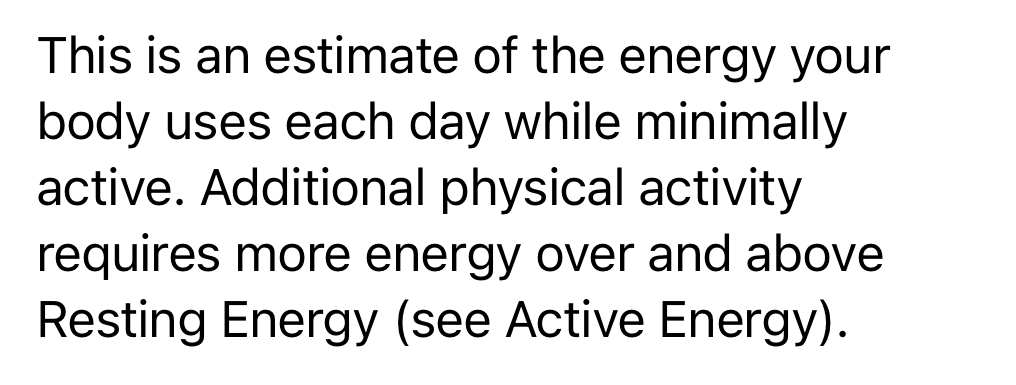 This is an estimate of the energy your
body uses each day while minimally
active. Additional physical activity
requires more energy over and above
Resting Energy (see Active Energy).